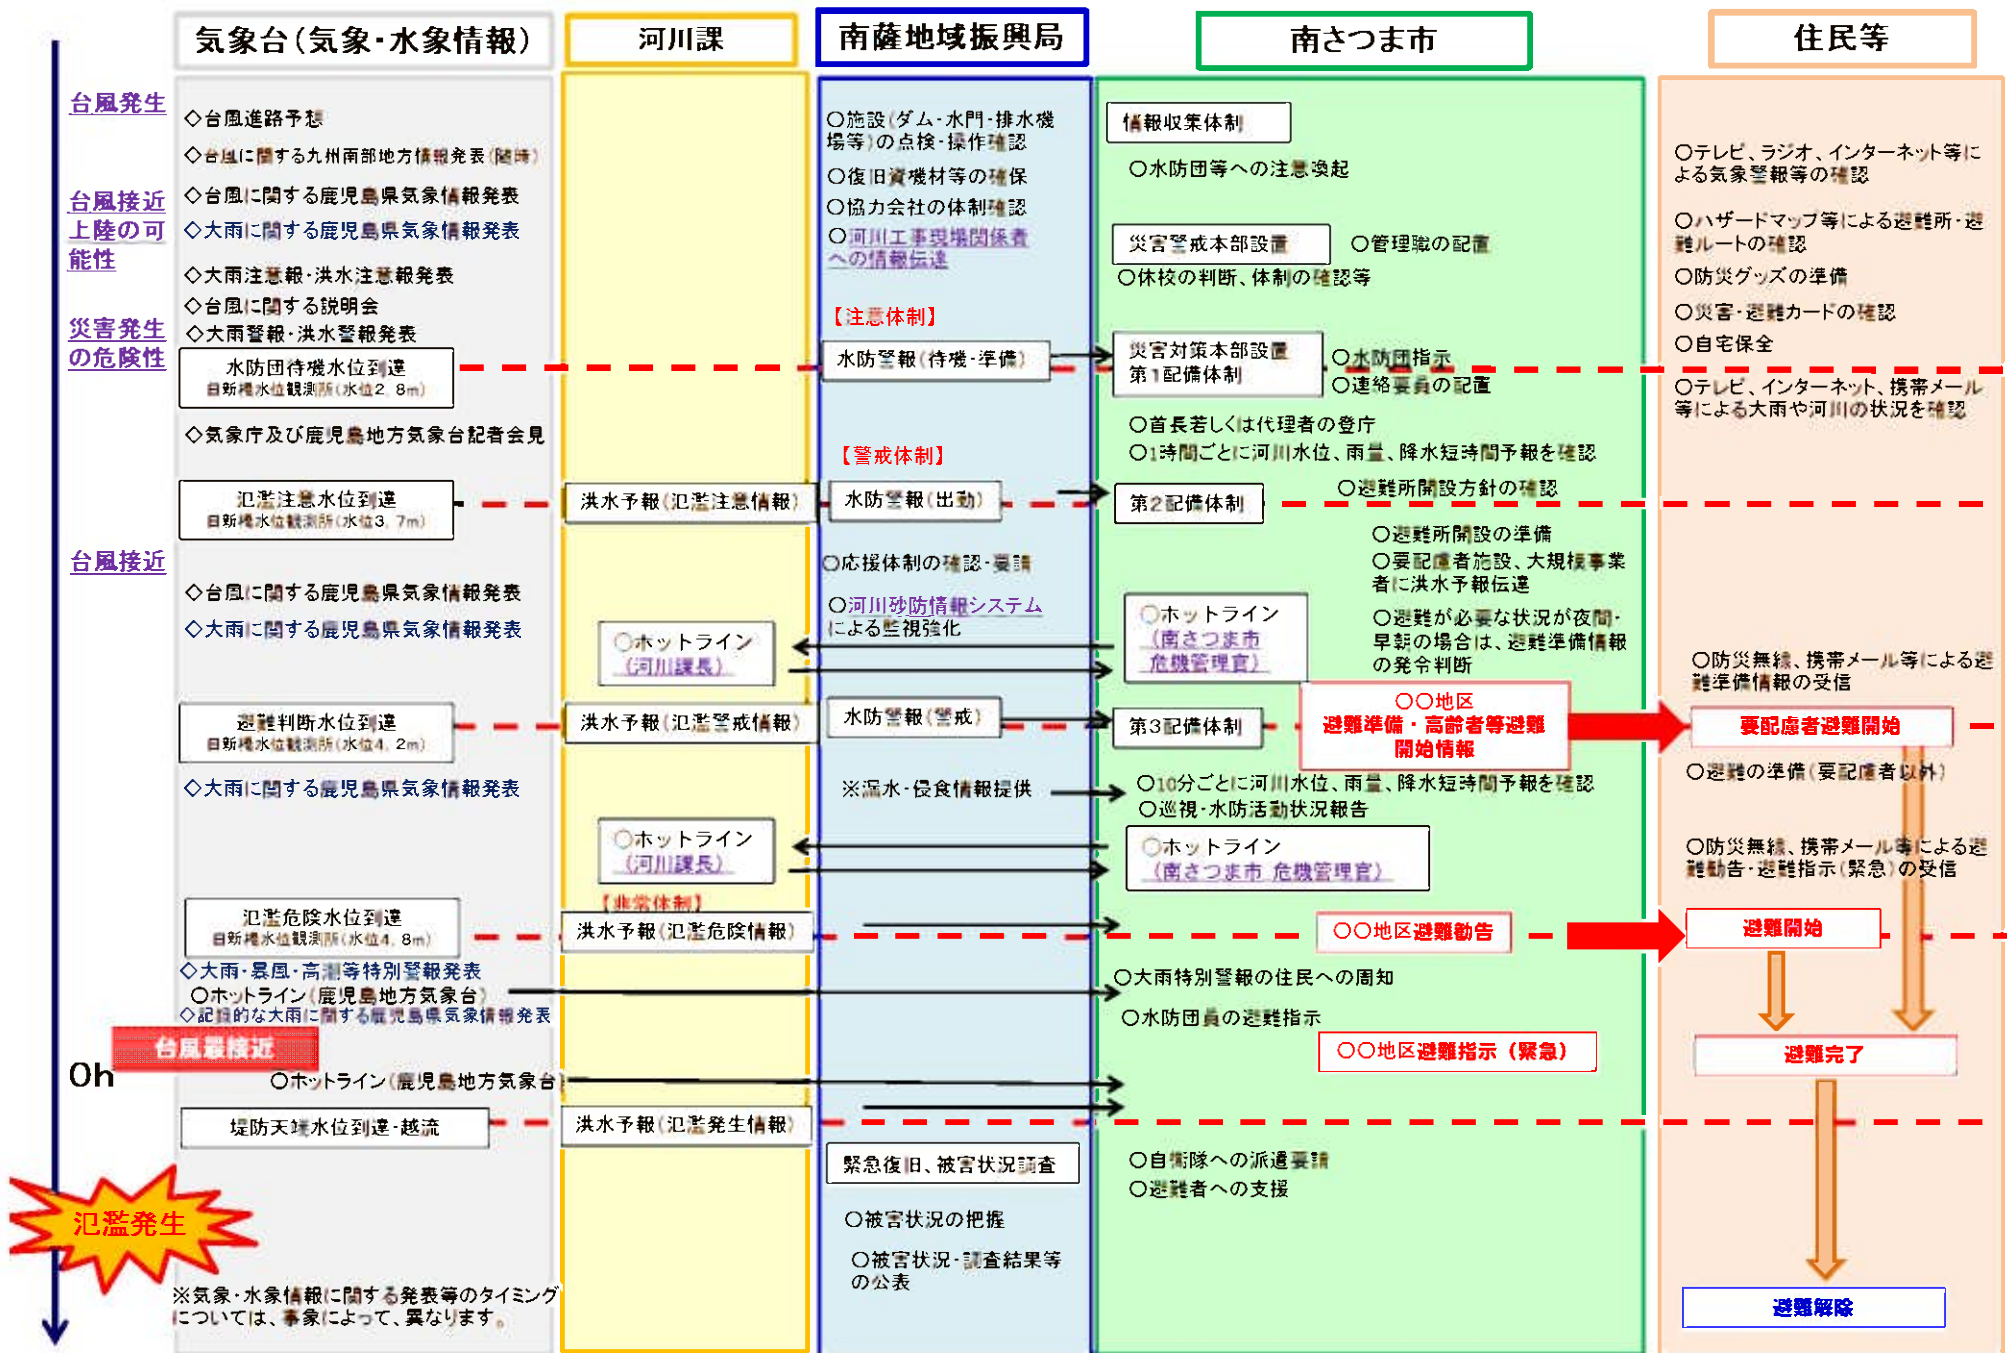 気象台(気象・水象情報)
河川課
南薩地域振興局
南さつま市
住民等
台風発生
台風接近
上陸の可
能性
災害発生
の危険性
台風接近
0h
台風最接近
氾濫発生
◇台風進路予想
◇台風に関する九州南部地方情報発表(随時)
◇台風に関する鹿児島県気象情報発表
◇大雨に関する鹿児島県気象情報発表
◇大雨注意報・洪水注意報発表
◇台風に関する説明会
◇大雨警報・洪水警報発表
水防団待機水位到達
日新橋水位観測所(水位2.8m)
◇気象庁及び鹿児島地方気象台記者会見
氾濫注意水位到達
日新橋水位観測所(水位3.7m)
◇台風に関する鹿児島県気象情報発表
◇大雨に関する鹿児島県気象情報発表
避難判断水位到達
日新橋水位観測所(水位4.2m)
◇大雨に関する鹿児島県気象情報発表
氾濫危険水位到達
日新橋水位観測所(水位4.8m)
◇大雨・暴風・高潮等特別警報発表
○ホットライン(鹿児島地方気象台)
◇記録的な大雨に関する鹿児島県気象情報発表
○ホットライン(鹿児島地方気象台)
堤防天端水位到達・越流
※気象・水象情報に関する発表等のタイミング
については、事象によって、異なります。
洪水予報(氾濫注意情報)
○ホットライン
(河川課長)
洪水予報(氾濫警戒情報)
○ホットライン
(河川課長)
【非常体制】
洪水予報(氾濫危険情報)
洪水予報(氾濫発生情報)
○施設(ダム・水門・排水機
場等)の点検・操作確認
○復旧資機材等の確保
○協力会社の体制確認
○河川工事現場関係者
への情報伝達
【注意体制】
水防警報(待機・準備)
【警戒体制】
水防警報(出動)
○応援体制の確認・要請
○河川砂防情報システム
による監視強化
水防警報(警戒)
※漏水・侵食情報提供
緊急復旧、被害状況調査
○被害状況の把握
○被害状況・調査結果等
の公表
情報収集体制
○水防団等への注意喚起
災害警戒本部設置
○管理職の配置
○休校の判断、体制の確認等
災害対策本部設置
第1配備体制
○水防団指示
○連絡要員の配置
○首長若しくは代理者の登庁
○1時間ごとに河川水位、雨量、降水短時間予報を確認
○避難所開設方針の確認
第2配備体制
○避難所開設の準備
○要配慮者施設、大規模事業
者に洪水予報伝達
○ホットライン
(南さつま市
危機管理官)
○避難が必要な状況が夜間・
早朝の場合は、避難準備情報
の発令判断
第3配備体制
○○地区
避難準備・高齢者等避難
開始情報
○10分ごとに河川水位、雨量、降水短時間予報を確認
○巡視・水防活動状況報告
○ホットライン
(南さつま市 危機管理官)
○○地区避難勧告
○大雨特別警報の住民への周知
○水防団員の避難指示
○○地区避難指示(緊急)
○自衛隊への派遣要請
○避難者への支援
○テレビ、ラジオ、インターネット等に
よる気象警報等の確認
○ハザードマップ等による避難所・避
難ルートの確認
○防災グッズの準備
○災害・避難カードの確認
○自宅保全
○テレビ、インターネット、携帯メール
等による大雨や河川の状況を確認
○防災無線、携帯メール等による避
難準備情報の受信
要配慮者避難開始
○避難の準備(要配慮者以外)
○防災無線、携帯メール等による避
難勧告・避難指示(緊急)の受信
避難開始
避難完了
避難解除